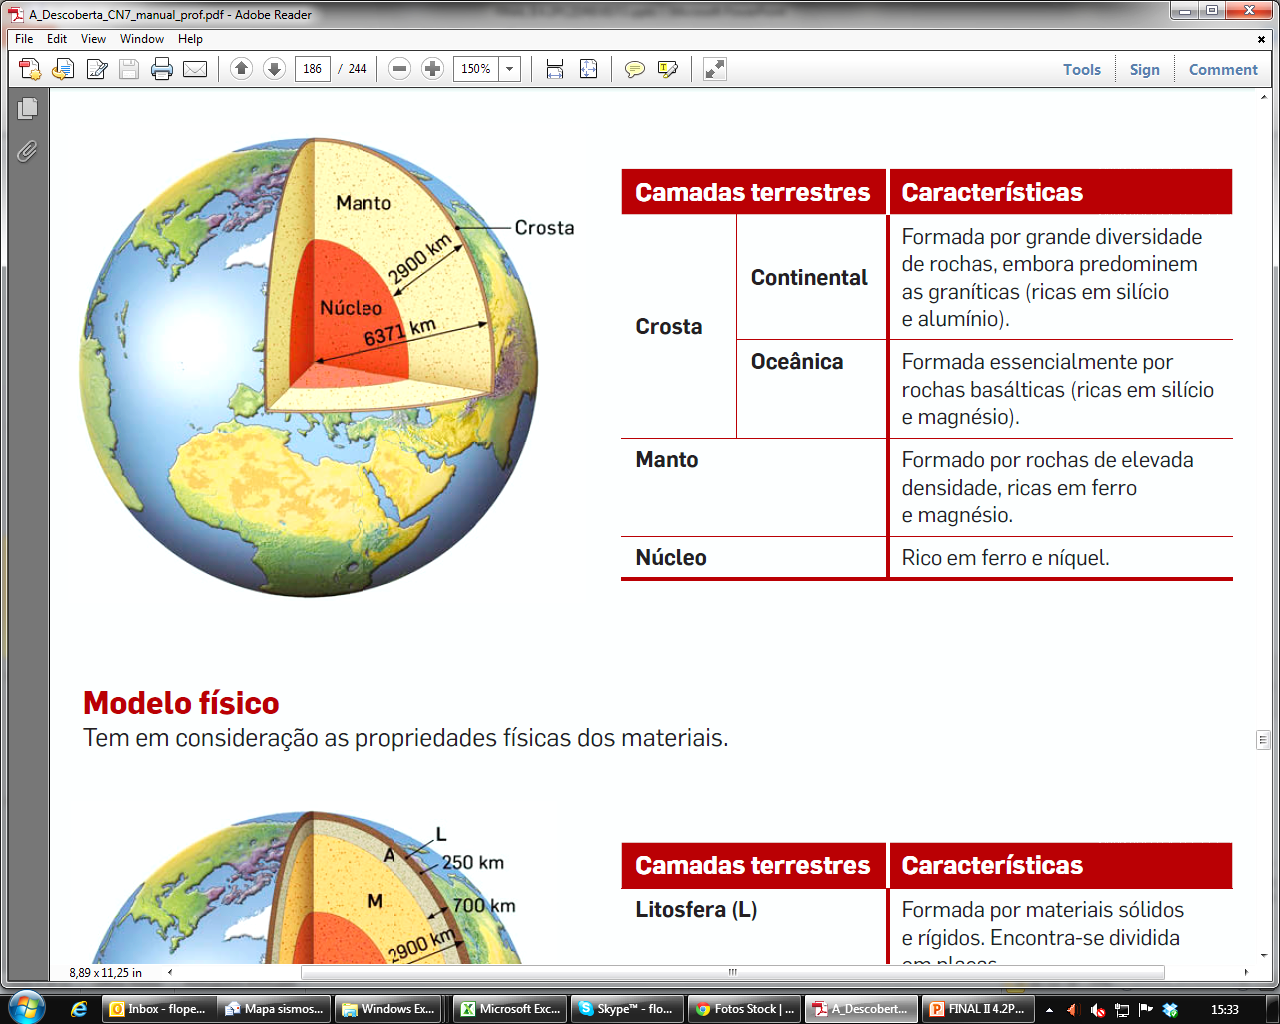 A_Descoberta_CN7_manual_prof.pdf - Adobe Reader
File Edit View Window Help
186 / 244 150% Tools Sign Comment
Manto
Crosta
2900 km
Núcleo
6371 km
Camadas terrestres Características
Crosta
Continental
Formada por grande diversidade
de rochas, embora predominem
as graníticas (ricas em silício
e alumínio).
Oceânica
Formada essencialmente por
rochas basálticas (ricas em silício
e magnésio).
Manto
Formado por rochas de elevada
densidade, ricas em ferro
e magnésio.
Núcleo
Rico em ferro e níquel.
Modelo físico
Tem em consideração as propriedades físicas dos materiais.
L
A
250 km
M
700 km
2900 km
Camadas terrestres Características
Litosfera (L)
Formada por materiais sólidos
e rígidos. Encontra-se dividida
em placas.
8,89 x 11,25 in
Inbox - flope... Mapa sismos... Windows Ex... Microsoft Exc... Skype™ - flo... Fotos Stock | ... A_Descobert... FINAL II 4.2P... 15:33